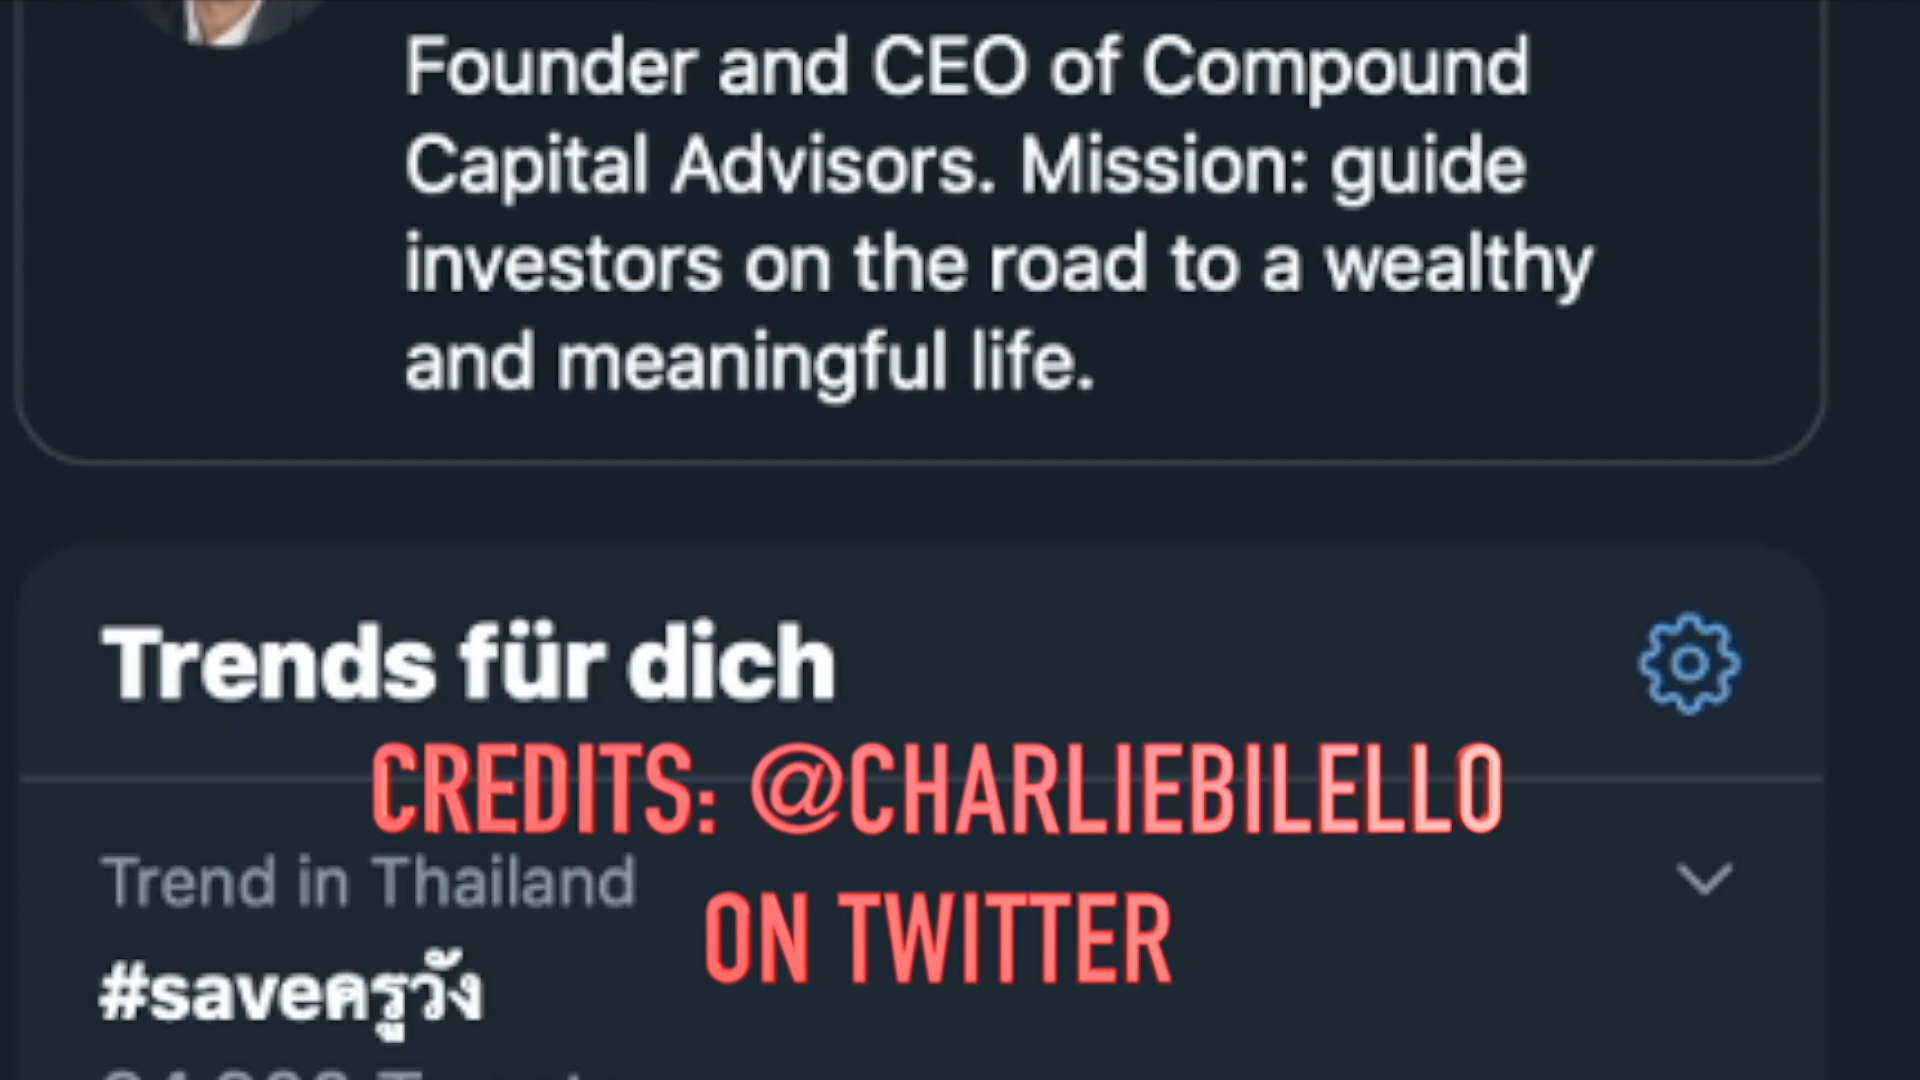 Founder and CEO of Compound
Capital Advisors. Mission: guide
investors on the road to a wealthy
and meaningful life.
Trends für dich
CREDITS: @CHARLIEBILELLO
ON TWITTER
Trend in Thailand
#saveครูวัง